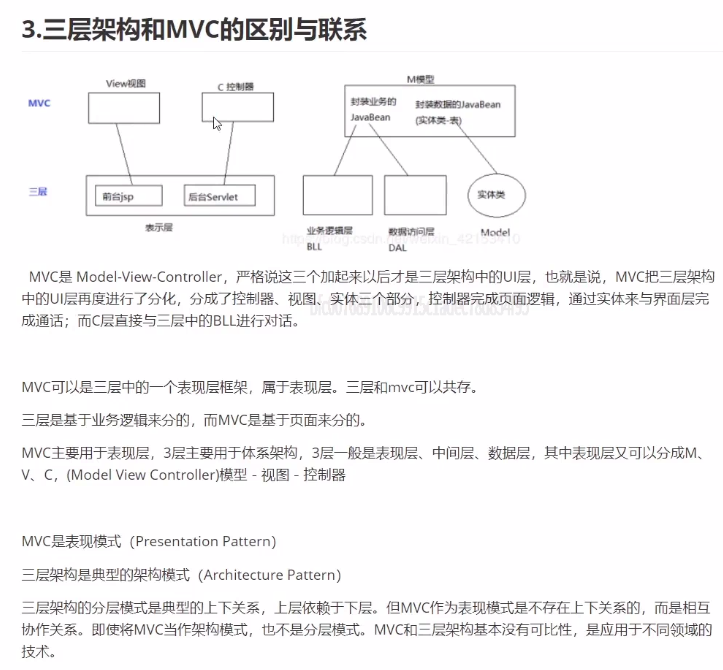 3.三层架构和MVC的区别与联系
View视图
C 控制器
M模型
MVC
封装业务的
JavaBean
封装数据的JavaBean
(实体类-表)
三层
前台jsp
后台Servlet
实体类
表示层
业务逻辑层
BLL
数据访问层
DAL
Model
MVC是 Model-View-Controller，严格说这三个加起来以后才是三层架构中的UI层，也就是说，MVC把三层架构
中的UI层再度进行了分化，分成了控制器、视图、实体三个部分，控制器完成页面逻辑，通过实体来与界面层完
成通话；而C层直接与三层中的BLL进行对话。
MVC可以是三层中的一个表现层框架，属于表现层。三层和mvc可以共存。
三层是基于业务逻辑来分的，而MVC是基于页面来分的。
MVC主要用于表现层，3层主要用于体系架构，3层一般是表现层、中间层、数据层，其中表现层又可以分成M、
V、C，(Model View Controller)模型－视图－控制器
MVC是表现模式（Presentation Pattern）
三层架构是典型的架构模式（Architecture Pattern）
三层架构的分层模式是典型的上下关系，上层依赖于下层。但MVC作为表现模式是不存在上下关系的，而是相互
协作关系。即使将MVC当作架构模式，也不是分层模式。MVC和三层架构基本没有可比性，是应用于不同领域的
技术。